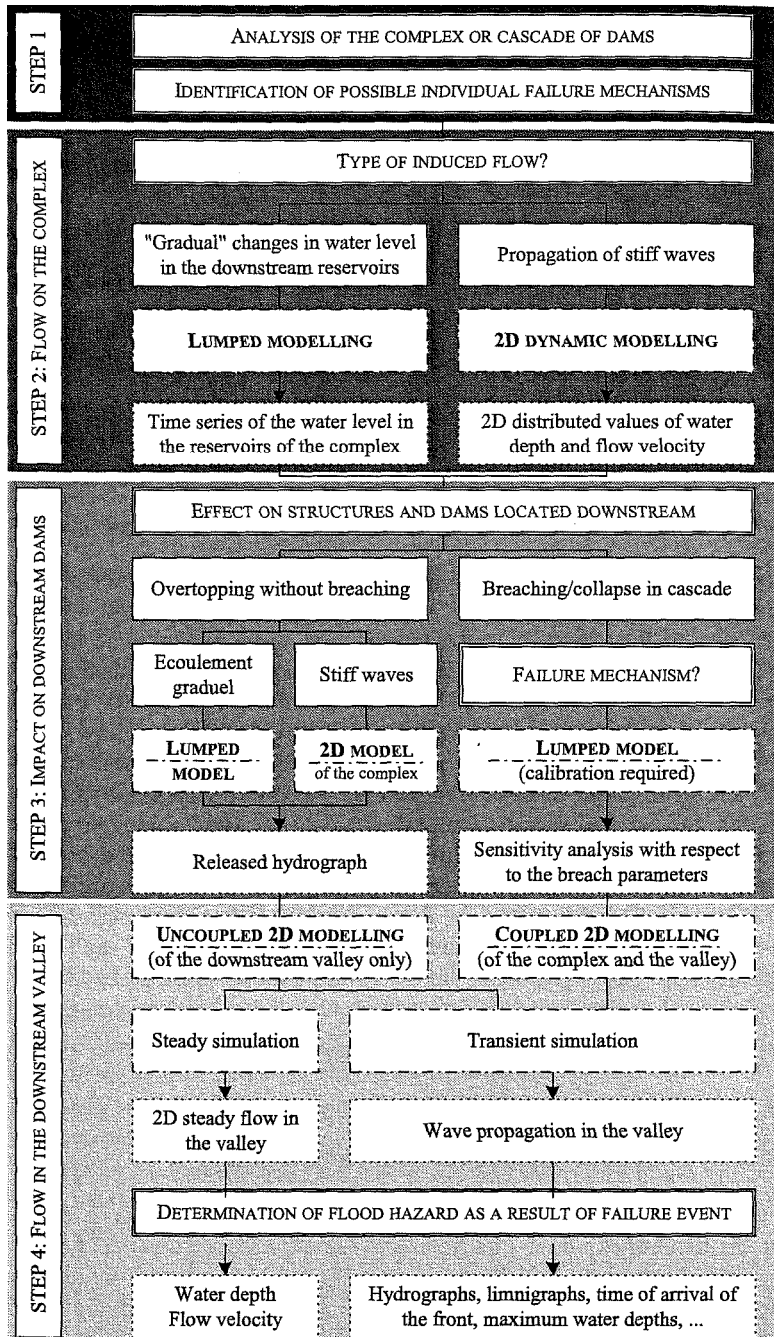 STEP 1
ANALYSIS OF THE COMPLEX OR CASCADE OF DAMS
IDENTIFICATION OF POSSIBLE INDIVIDUAL FAILURE MECHANISMS
STEP 2: FLOW ON THE COMPLEX
TYPE OF INDUCED FLOW?
"Gradual" changes in water level
in the downstream reservoirs
Propagation of stiff waves
LUMPED MODELLING
2D DYNAMIC MODELLING
Time series of the water level in
the reservoirs of the complex
2D distributed values of water
depth and flow velocity
STEP 3: IMPACT ON DOWNSTREAM DAMS
EFFECT ON STRUCTURES AND DAMS LOCATED DOWNSTREAM
Overtopping without breaching
Breaching/collapse in cascade
Ecoulement
graduel
Stiff waves
FAILURE MECHANISM?
LUMPED
MODEL
2D MODEL
of the complex
LUMPED MODEL
(calibration required)
Released hydrograph
Sensitivity analysis with respect
to the breach parameters
STEP 4: FLOW IN THE DOWNSTREAM VALLEY
UNCOUPLED 2D MODELLING
(of the downstream valley only)
COUPLED 2D MODELLING
(of the complex and the valley)
Steady simulation
Transient simulation
2D steady flow in
the valley
Wave propagation in the valley
DETERMINATION OF FLOOD HAZARD AS A RESULT OF FAILURE EVENT
Water depth
Flow velocity
Hydrographs, limnigraphs, time of arrival of
the front, maximum water depths, ...